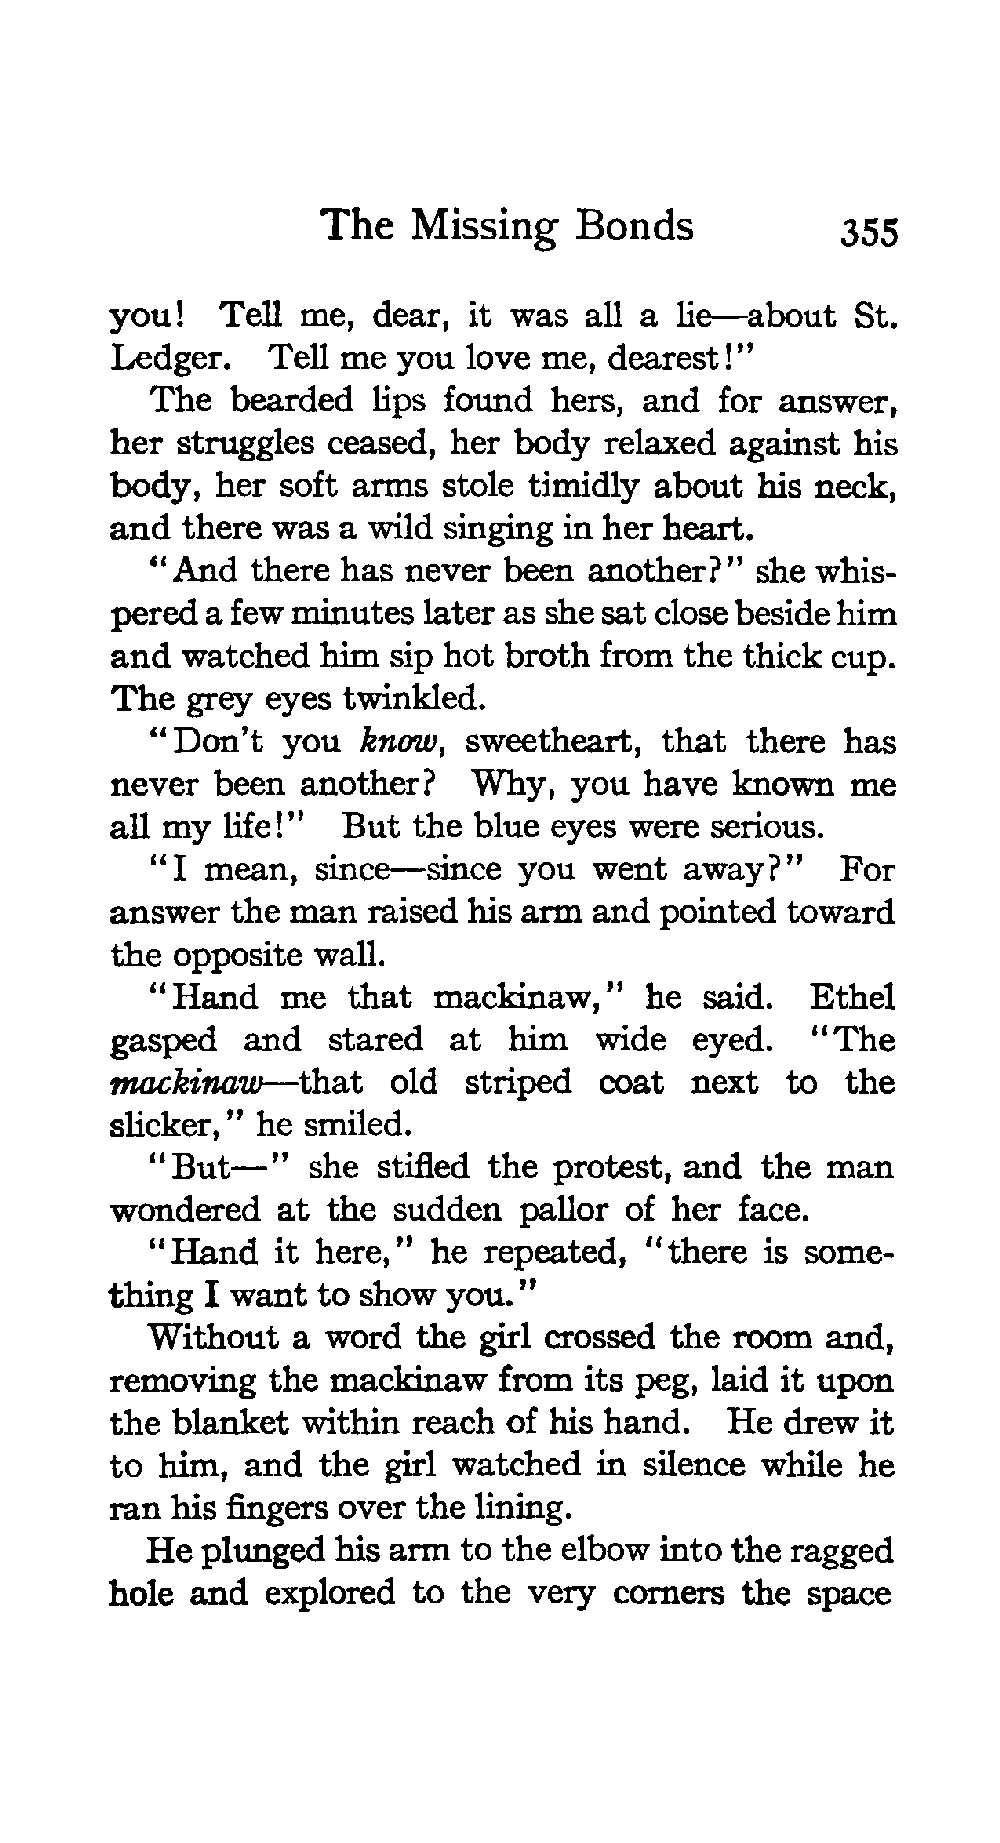 The Missing Bonds 355
you! Tell me, dear, it was all a lie—about St.
Ledger. Tell me you love me, dearest!"
The bearded lips found hers, and for answer,
her struggles ceased, her body relaxed against his
body, her soft arms stole timidly about his neck,
and there was a wild singing in her heart.
"And there has never been another?" she whis-
pered a few minutes later as she sat close beside him
and watched him sip hot broth from the thick cup.
The grey eyes twinkled.
"Don't you know, sweetheart, that there has
never been another? Why, you have known me
all my life!" But the blue eyes were serious.
"I mean, since—since you went away?" For
answer the man raised his arm and pointed toward
the opposite wall.
"Hand me that mackinaw," he said. Ethel
gasped and stared at him wide eyed. "The
mackinaw—that old striped coat next to the
slicker," he smiled.
"But—" she stifled the protest, and the man
wondered at the sudden pallor of her face.
"Hand it here," he repeated, "there is some-
thing I want to show you."
Without a word the girl crossed the room and,
removing the mackinaw from its peg, laid it upon
the blanket within reach of his hand. He drew it
to him, and the girl watched in silence while he
ran his fingers over the lining.
He plunged his arm to the elbow into the ragged
hole and explored to the very corners the space